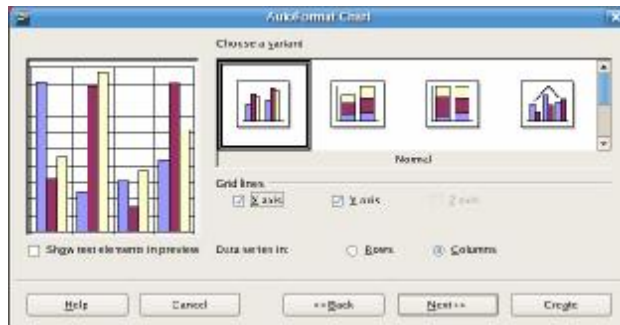 AutoFormat Chart
Choose a variant
Normal
Grid lines
X axis Y axis Z axis
Show text elements in preview Data series in: Rows Columns
Help Cancel <<Back Next>> Create